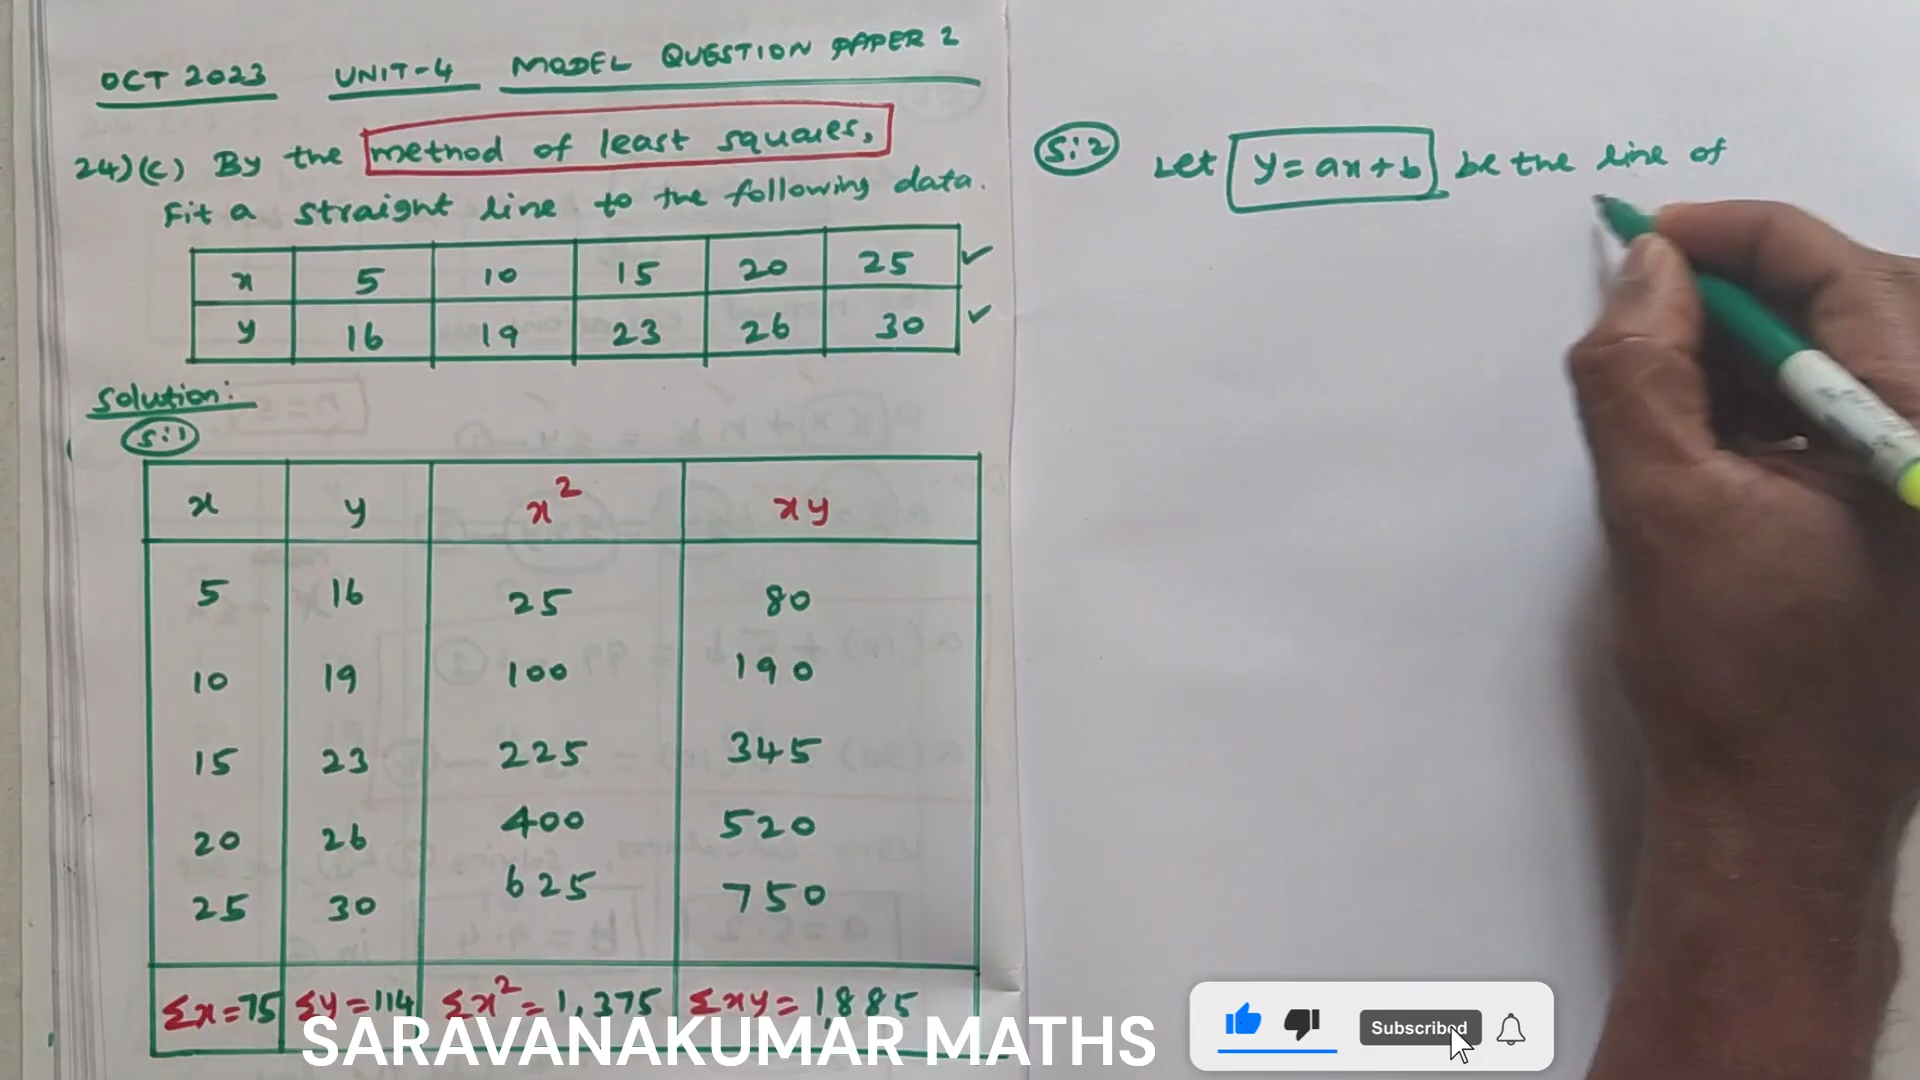 OCT 2023 UNIT-4 MODEL QUESTION PAPER 2
24)(c) By the method of least squares,
Fit a straight line to the following data.
x 5 10 15 20 25
y 16 19 23 26 30
Solution:
S:1
x y x² xy
5 16 25 80
10 19 100 190
15 23 225 345
20 26 400 520
25 30 625 750
Σx=75 Σy=114 Σx²=1,375 Σxy=1,885
S:2 Let y=ax+b be the line of
SARAVANAKUMAR MATHS
Subscribed